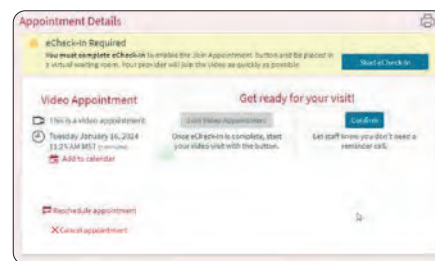 Appointment Details
eCheck-In Required
You must complete eCheck-in to enable the Join Appointment button and be placed in
a virtual waiting room. Your provider will join the video as quickly as possible
Start eCheck-in
Video Appointment
Get ready for your visit!
This is a video appointment
Join Video Appointment
Confirm
Tuesday January 16, 2024
11:25 AM MST
Once eCheck-in is complete, start
your video visit with the button.
Let staff know you don't need a
reminder call.
Add to calendar
Reschedule appointment
Cancel appointment